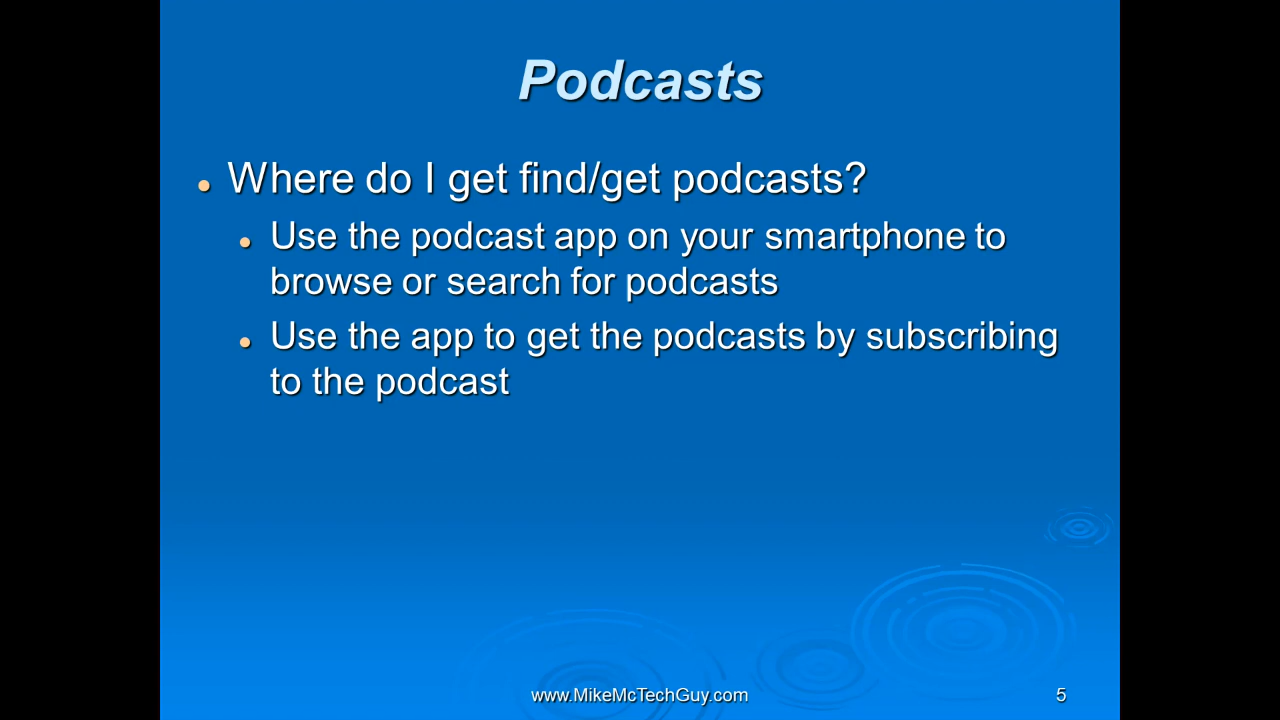 Podcasts
Where do I get find/get podcasts?
Use the podcast app on your smartphone to
browse or search for podcasts
Use the app to get the podcasts by subscribing
to the podcast
www.MikeMcTechGuy.com
5